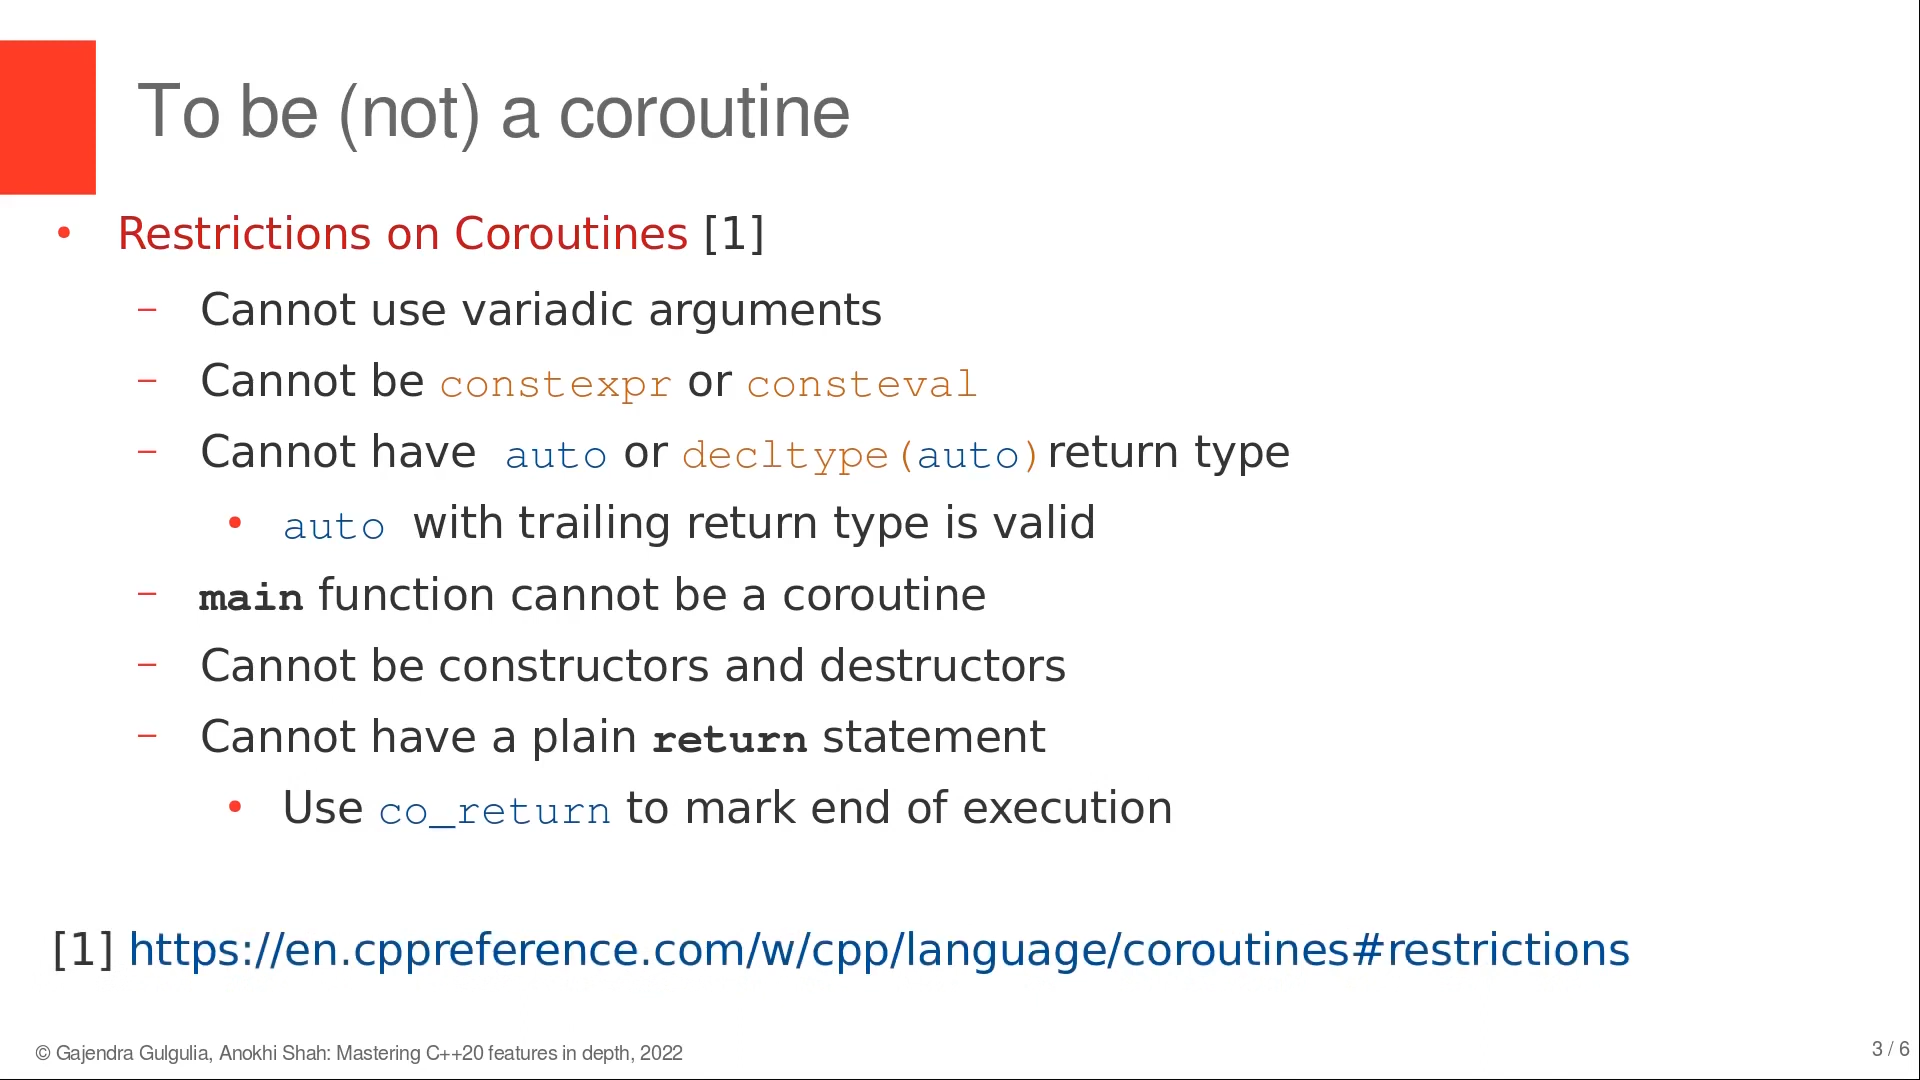 To be (not) a coroutine
• Restrictions on Coroutines [1]
– Cannot use variadic arguments
– Cannot be constexpr or consteval
– Cannot have auto or decltype(auto)return type
• auto with trailing return type is valid
– main function cannot be a coroutine
– Cannot be constructors and destructors
– Cannot have a plain return statement
• Use co_return to mark end of execution
[1] https://en.cppreference.com/w/cpp/language/coroutines#restrictions
© Gajendra Gulgulia, Anokhi Shah: Mastering C++20 features in depth, 2022
3 / 6